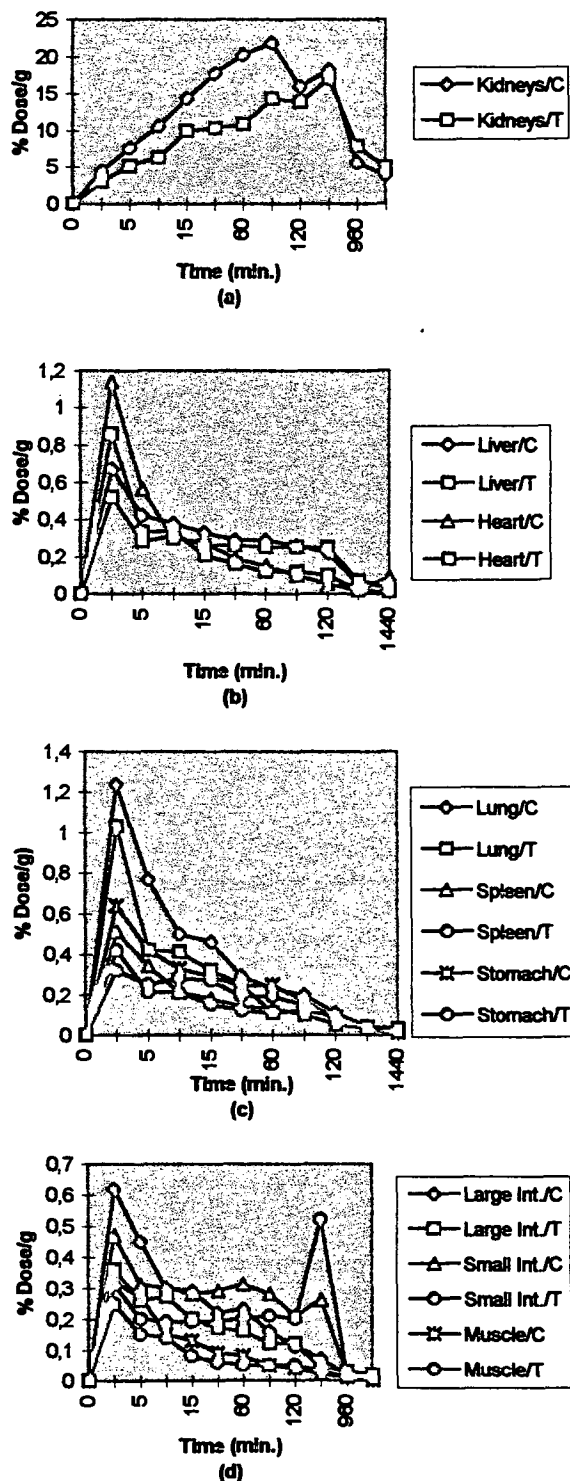 25
20
15
10
5
0
% Dose/g
0 5 15 60 120 960
Time (min.)
(a)
Kidneys/C
Kidneys/T
1,2
1
0,8
0,6
0,4
0,2
0
% Dose/g
0 5 15 60 120 1440
Time (min.)
(b)
Liver/C
Liver/T
Heart/C
Heart/T
1,4
1,2
1
0,8
0,6
0,4
0,2
0
% Dose/g)
0 5 15 60 120 1440
Time (min.)
(c)
Lung/C
Lung/T
Spleen/C
Spleen/T
Stomach/C
Stomach/T
0,7
0,6
0,5
0,4
0,3
0,2
0,1
0
% Dose/g
0 5 15 60 120 960
Time (min.)
(d)
Large Int./C
Large Int./T
Small Int./C
Small Int./T
Muscle/C
Muscle/T